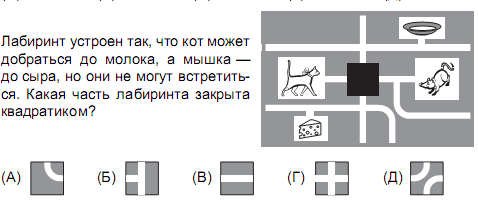 Лабиринт устроен так, что кот может
добраться до молока, а мышка —
до сыра, но они не могут встретить-
ся. Какая часть лабиринта закрыта
квадратиком?
(А) (Б) (В) (Г) (Д)